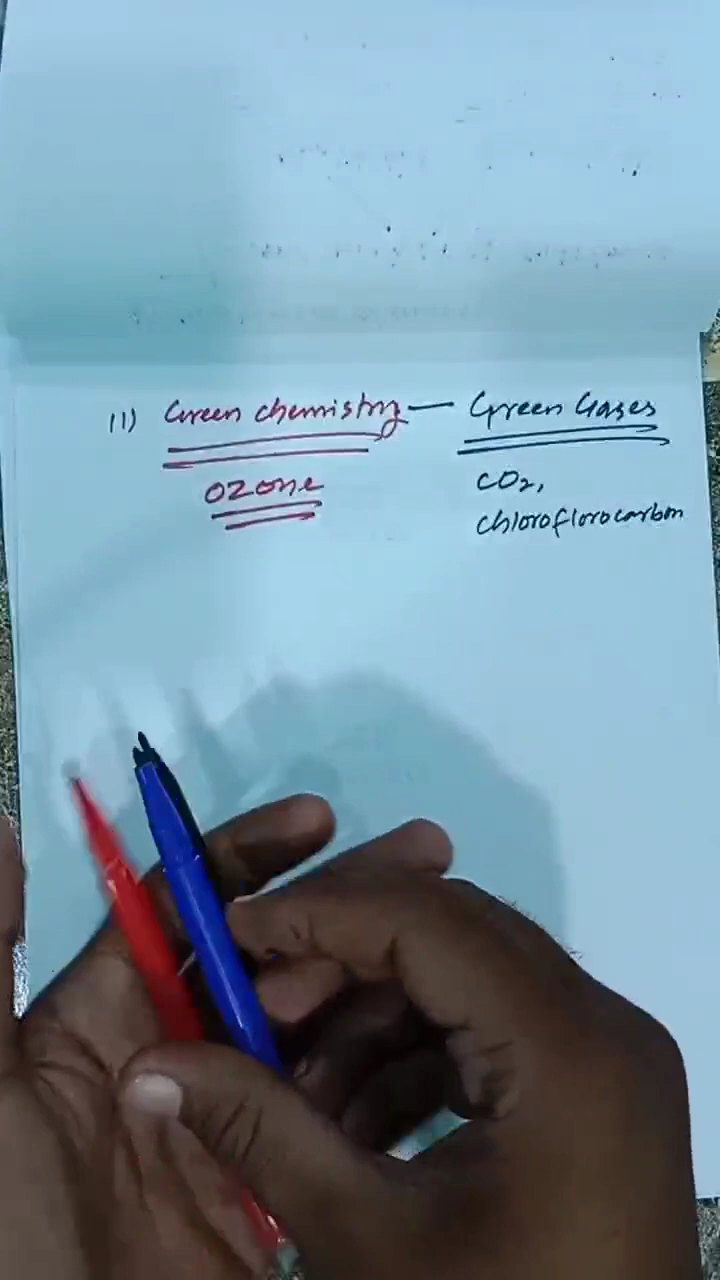 11) Green chemistry — Green Gases
ozone CO2,
chloroflorocarbon